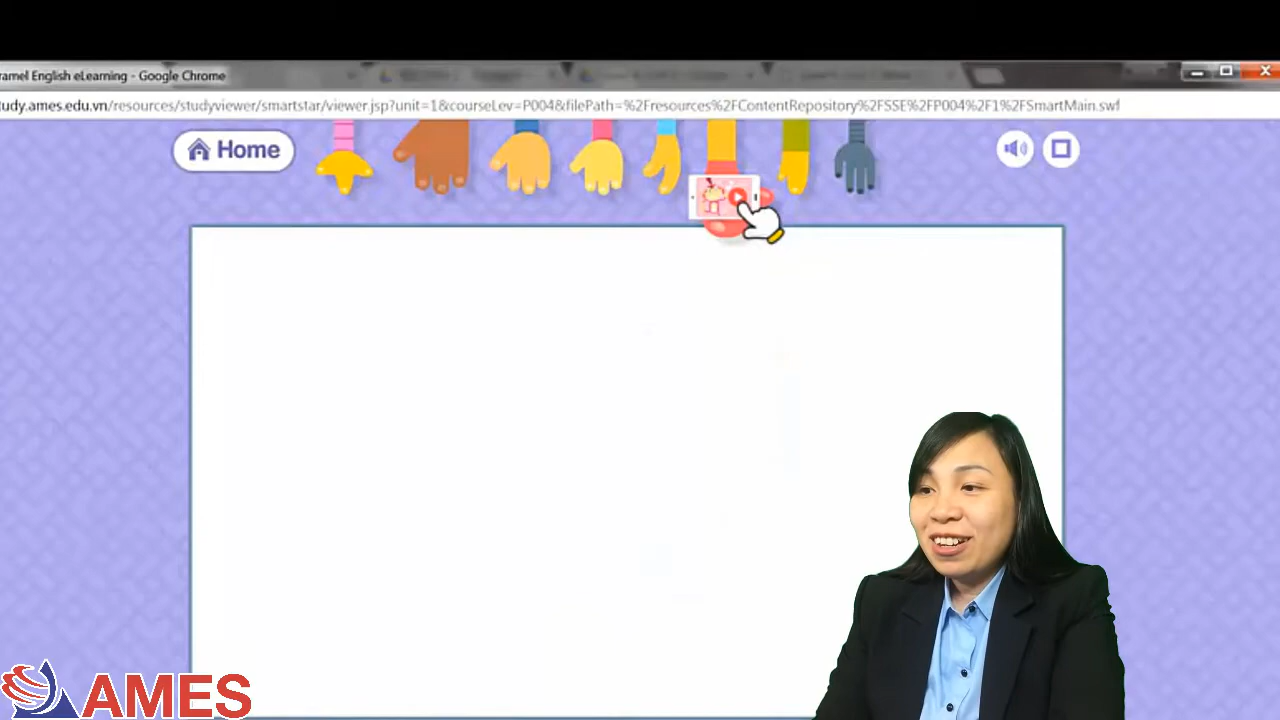 ramel English eLearning - Google Chrome
tudy.ames.edu.vn/resources/studyviewer/smartstar/viewer.jsp?unit=1&courseLev=P004&filePath=%2Fresources%2FContentRepository%2FSSE%2FP004%2F1%2FSmartMain.swf
Home
AMES